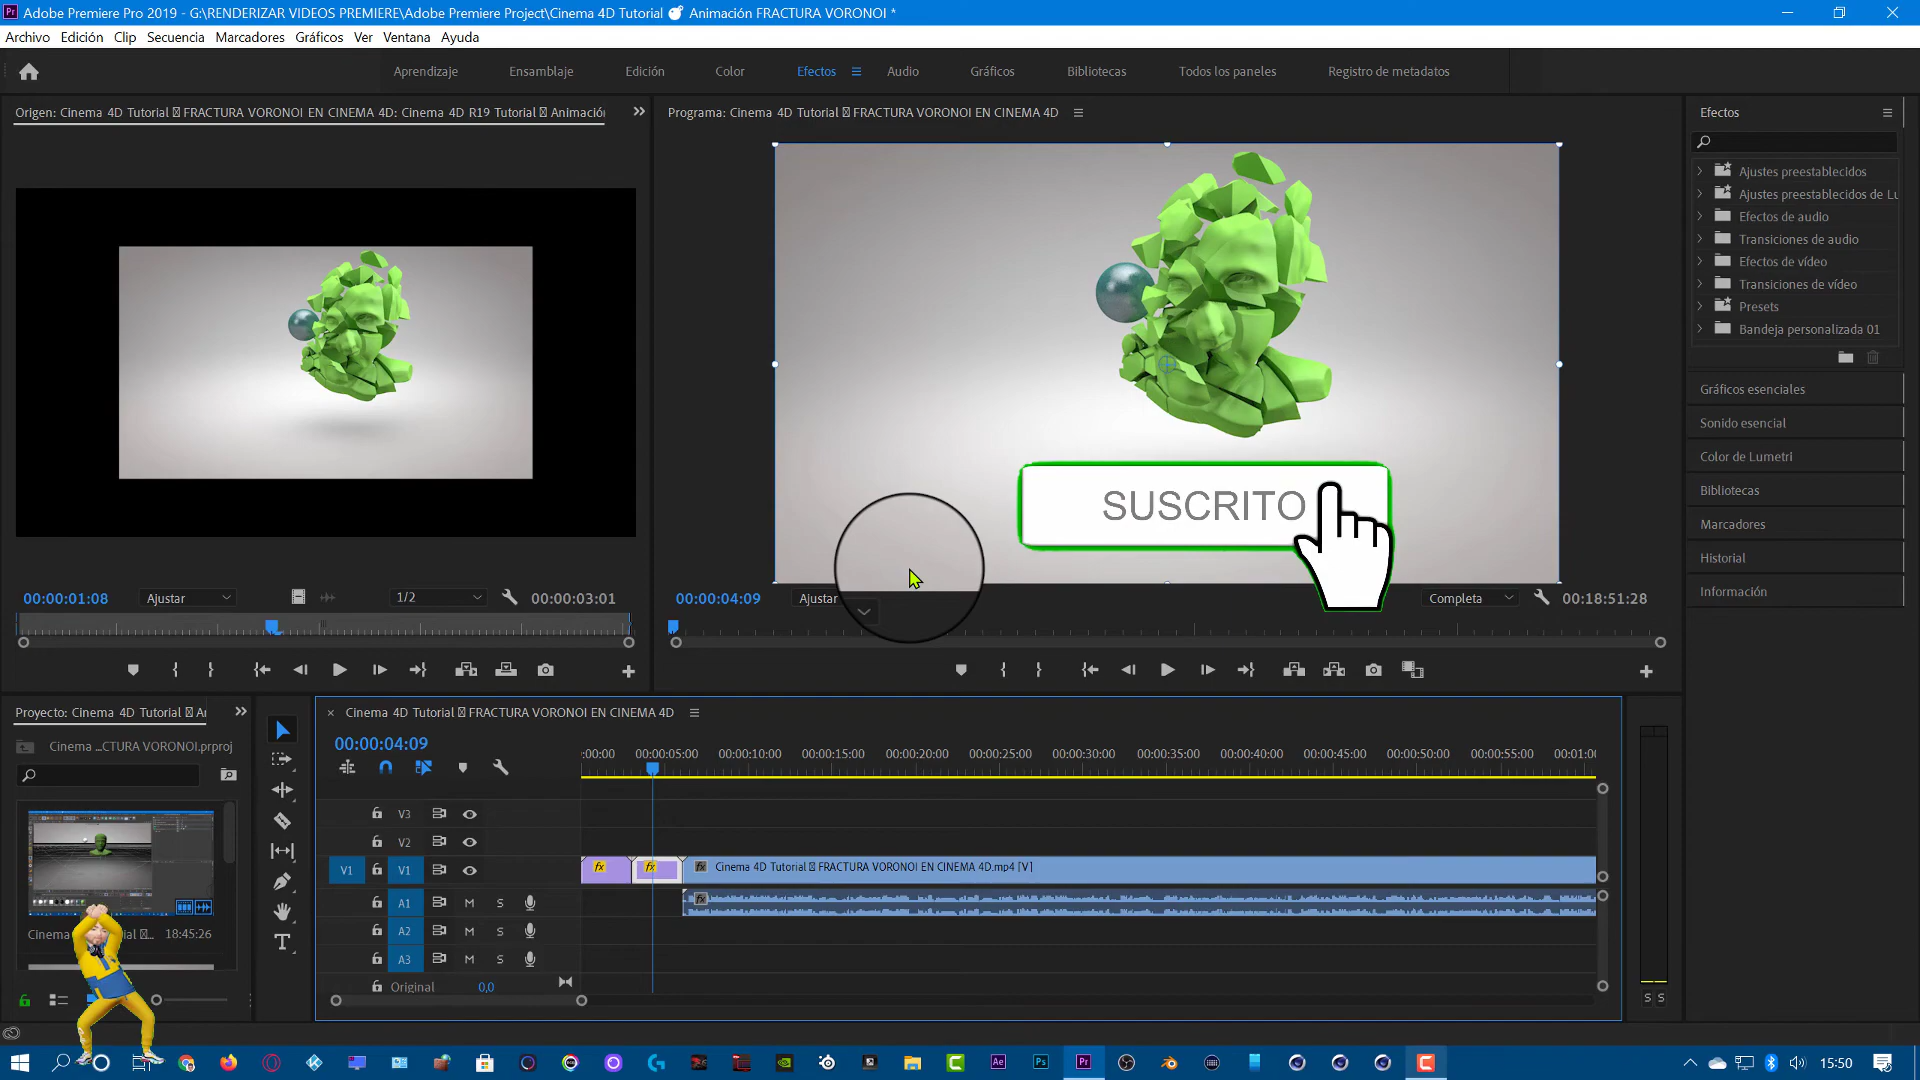 Adobe Premiere Pro 2019 - G:\RENDERIZAR VIDEOS PREMIERE\Adobe Premiere Project\Cinema 4D Tutorial Animación FRACTURA VORONOI *
Archivo Edición Clip Secuencia Marcadores Gráficos Ver Ventana Ayuda
Aprendizaje Ensamblaje Edición Color Efectos Audio Gráficos Bibliotecas Todos los paneles Registro de metadatos
Origen: Cinema 4D Tutorial FRACTURA VORONOI EN CINEMA 4D: Cinema 4D R19 Tutorial Animació
Programa: Cinema 4D Tutorial FRACTURA VORONOI EN CINEMA 4D
Efectos
Ajustes preestablecidos
Ajustes preestablecidos de Lu
Efectos de audio
Transiciones de audio
Efectos de vídeo
Transiciones de vídeo
Presets
Bandeja personalizada 01
Gráficos esenciales
Sonido esencial
Color de Lumetri
Bibliotecas
Marcadores
Historial
Información
SUSCRITO
00:00:01:08 Ajustar 1/2 00:00:03:01
00:00:04:09 Ajustar Completa 00:18:51:28
Proyecto: Cinema 4D Tutorial Ar
Cinema ...CTURA VORONOI.prproj
Cinema 18:45:26
× Cinema 4D Tutorial FRACTURA VORONOI EN CINEMA 4D
00:00:04:09
:00:00 00:00:05:00 00:00:10:00 00:00:15:00 00:00:20:00 00:00:25:00 00:00:30:00 00:00:35:00 00:00:40:00 00:00:45:00 00:00:50:00 00:00:55:00 00:01:0
V3
V2
V1 V1 fx fx fx Cinema 4D Tutorial FRACTURA VORONOI EN CINEMA 4D.mp4 [V]
A1 M S fx
A2 M S
A3 M S
Original 0,0
S S
15:50